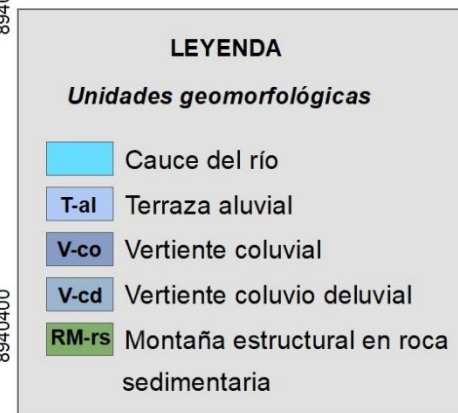 LEYENDA
Unidades geomorfológicas
Cauce del río
T-al Terraza aluvial
V-co Vertiente coluvial
V-cd Vertiente coluvio deluvial
RM-rs Montaña estructural en roca
sedimentaria
8940400